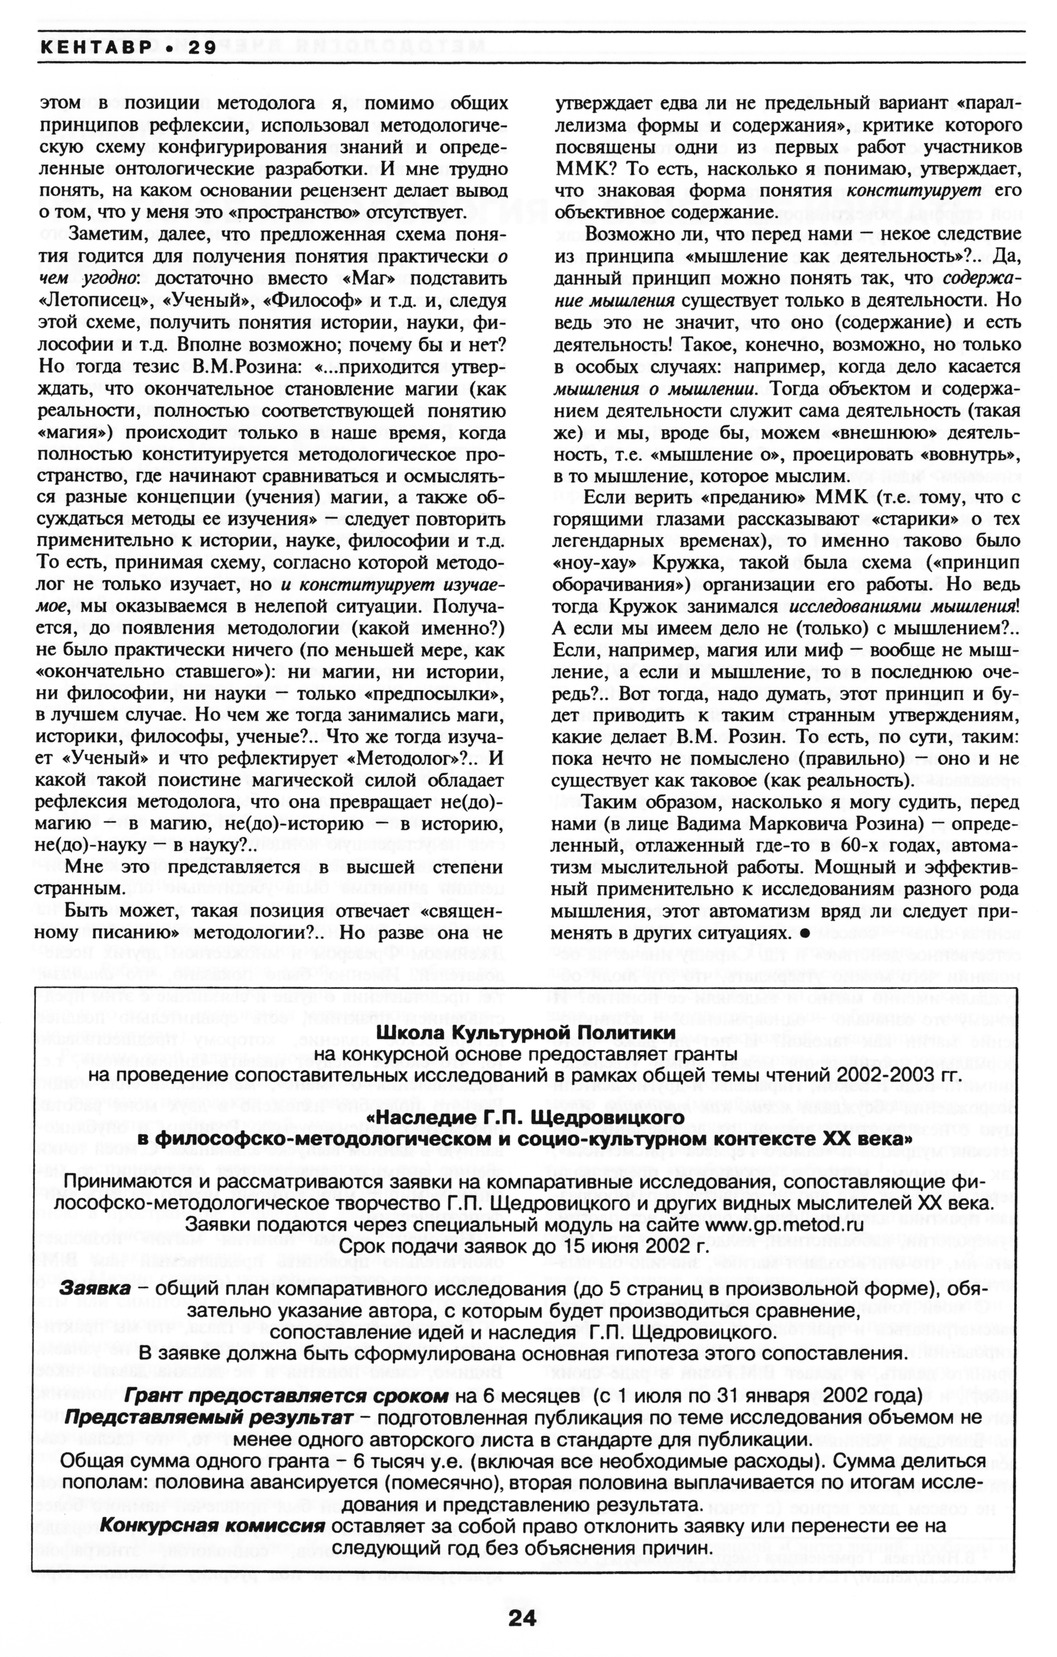 КЕНТАВР • 29
этом в позиции методолога я, помимо общих
принципов рефлексии, использовал методологиче-
скую схему конфигурирования знаний и опреде-
ленные онтологические разработки. И мне трудно
понять, на каком основании рецензент делает вывод
о том, что у меня это «пространство» отсутствует.
Заметим, далее, что предложенная схема поня-
тия годится для получения понятия практически о
чем угодно: достаточно вместо «Маг» подставить
«Летописец», «Ученый», «Философ» и т.д. и, следуя
этой схеме, получить понятия истории, науки, фи-
лософии и т.д. Вполне возможно; почему бы и нет?
Но тогда тезис В.М.Розина: «...приходится утвер-
ждать, что окончательное становление магии (как
реальности, полностью соответствующей понятию
«магия») происходит только в наше время, когда
полностью конституируется методологическое про-
странство, где начинают сравниваться и осмыслять-
ся разные концепции (учения) магии, а также об-
суждаться методы ее изучения» — следует повторить
применительно к истории, науке, философии и т.д.
То есть, принимая схему, согласно которой методо-
лог не только изучает, но и конституирует изучае-
мое, мы оказываемся в нелепой ситуации. Получа-
ется, до появления методологии (какой именно?)
не было практически ничего (по меньшей мере, как
«окончательно ставшего»): ни магии, ни истории,
ни философии, ни науки — только «предпосылки»,
в лучшем случае. Но чем же тогда занимались маги,
историки, философы, ученые?.. Что же тогда изуча-
ет «Ученый» и что рефлектирует «Методолог»?.. И
какой такой поистине магической силой обладает
рефлексия методолога, что она превращает не(до)-
магию — в магию, не(до)-историю — в историю,
не(до)-науку — в науку?..
Мне это представляется в высшей степени
странным.
Быть может, такая позиция отвечает «священ-
ному писанию» методологии?.. Но разве она не
утверждает едва ли не предельный вариант «парал-
лелизма формы и содержания», критике которого
посвящены одни из первых работ участников
ММК? То есть, насколько я понимаю, утверждает,
что знаковая форма понятия конституирует его
объективное содержание.
Возможно ли, что перед нами — некое следствие
из принципа «мышление как деятельность»?.. Да,
данный принцип можно понять так, что содержа-
ние мышления существует только в деятельности. Но
ведь это не значит, что оно (содержание) и есть
деятельность! Такое, конечно, возможно, но только
в особых случаях: например, когда дело касается
мышления о мышлении. Тогда объектом и содержа-
нием деятельности служит сама деятельность (такая
же) и мы, вроде бы, можем «внешнюю» деятель-
ность, т.е. «мышление о», проецировать «вовнутрь»,
в то мышление, которое мыслим.
Если верить «преданию» ММК (т.е. тому, что с
горящими глазами рассказывают «старики» о тех
легендарных временах), то именно таково было
«ноу-хау» Кружка, такой была схема («принцип
оборачивания») организации его работы. Но ведь
тогда Кружок занимался исследованиями мышления!
А если мы имеем дело не (только) с мышлением?..
Если, например, магия или миф — вообще не мыш-
ление, а если и мышление, то в последнюю оче-
редь?.. Вот тогда, надо думать, этот принцип и бу-
дет приводить к таким странным утверждениям,
какие делает В.М. Розин. То есть, по сути, таким:
пока нечто не помыслено (правильно) — оно и не
существует как таковое (как реальность).
Таким образом, насколько я могу судить, перед
нами (в лице Вадима Марковича Розина) — опреде-
ленный, отлаженный где-то в 60-х годах, автома-
тизм мыслительной работы. Мощный и эффектив-
ный применительно к исследованиям разного рода
мышления, этот автоматизм вряд ли следует при-
менять в других ситуациях. ●
Школа Культурной Политики
на конкурсной основе предоставляет гранты
на проведение сопоставительных исследований в рамках общей темы чтений 2002-2003 гг.
«Наследие Г.П. Щедровицкого
в философско-методологическом и социо-культурном контексте XX века»
Принимаются и рассматриваются заявки на компаративные исследования, сопоставляющие фи-
лософско-методологическое творчество Г.П. Щедровицкого и других видных мыслителей XX века.
Заявки подаются через специальный модуль на сайте www.gp.metod.ru
Срок подачи заявок до 15 июня 2002 г.
Заявка – общий план компаративного исследования (до 5 страниц в произвольной форме), обя-
зательно указание автора, с которым будет производиться сравнение,
сопоставление идей и наследия Г.П. Щедровицкого.
В заявке должна быть сформулирована основная гипотеза этого сопоставления.
Грант предоставляется сроком на 6 месяцев (с 1 июля по 31 января 2002 года)
Представляемый результат – подготовленная публикация по теме исследования объемом не
менее одного авторского листа в стандарте для публикации.
Общая сумма одного гранта – 6 тысяч у.е. (включая все необходимые расходы). Сумма делиться
пополам: половина авансируется (помесячно), вторая половина выплачивается по итогам иссле-
дования и представлению результата.
Конкурсная комиссия оставляет за собой право отклонить заявку или перенести ее на
следующий год без объяснения причин.
24